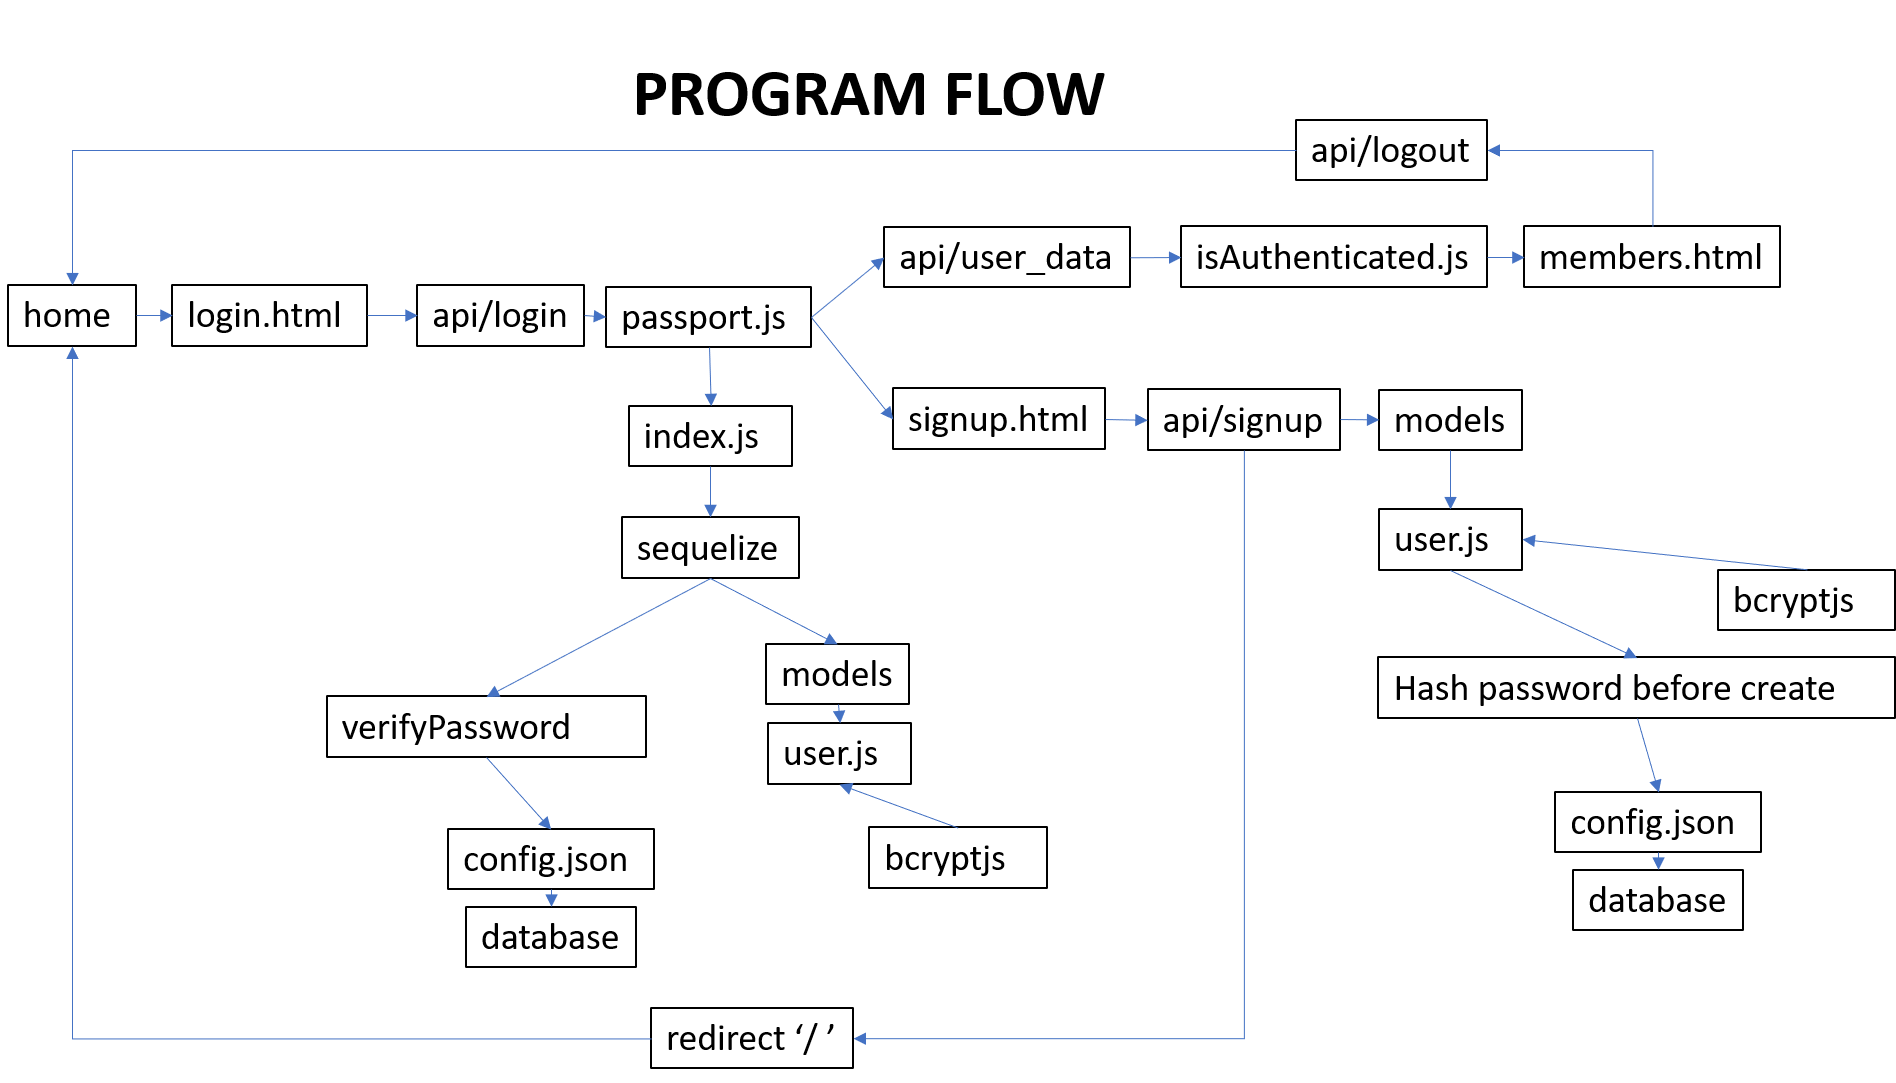 PROGRAM FLOW
api/logout
api/user_data
isAuthenticated.js
members.html
home
login.html
api/login
passport.js
signup.html
api/signup
models
index.js
user.js
sequelize
bcryptjs
models
Hash password before create
verifyPassword
user.js
config.json
config.json
bcryptjs
database
database
redirect ‘/ ’